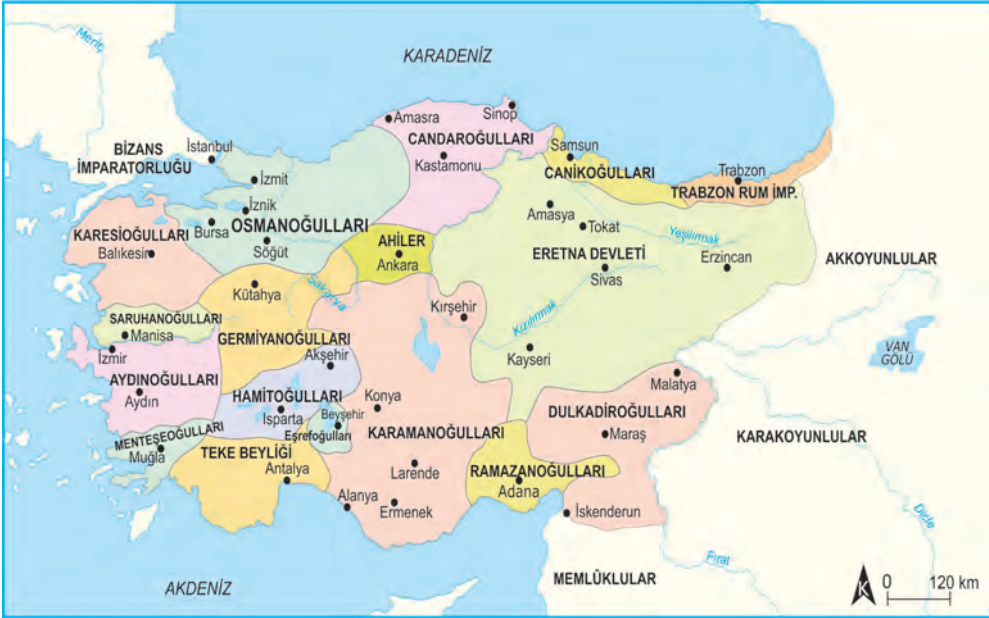 Meriç
KARADENİZ
Sinop
Amasra
CANDAROĞULLARI
Kastamonu
BİZANS
İMPARATORLUĞU
İstanbul
İzmit
İznik
Bursa
OSMANOĞULLARI
Söğüt
Samsun
CANİKOĞULLARI
Trabzon
TRABZON RUM İMP.
KARESİOĞULLARI
Balıkesir
AHİLER
Ankara
Amasya
Tokat
Yeşilırmak
ERETNA DEVLETİ
Sivas
Erzincan
AKKOYUNLULAR
Kütahya
Sakarya
Kırşehir
Kızılırmak
SARUHANOĞULLARI
Manisa
GERMİYANOĞULLARI
İzmir
Akşehir
Kayseri
VAN
GÖLÜ
AYDINOĞULLARI
Aydın
HAMİTOĞULLARI
Isparta
Beyşehir
Eşrefoğulları
Konya
KARAMANOĞULLARI
Malatya
DULKADİROĞULLARI
Maraş
KARAKOYUNLULAR
MENTEŞEOĞULLARI
Muğla
TEKE BEYLİĞİ
Antalya
Larende
RAMAZANOĞULLARI
Adana
Alanya
Ermenek
İskenderun
Dicle
Fırat
MEMLÛKLULAR
AKDENİZ
K
0 120 km